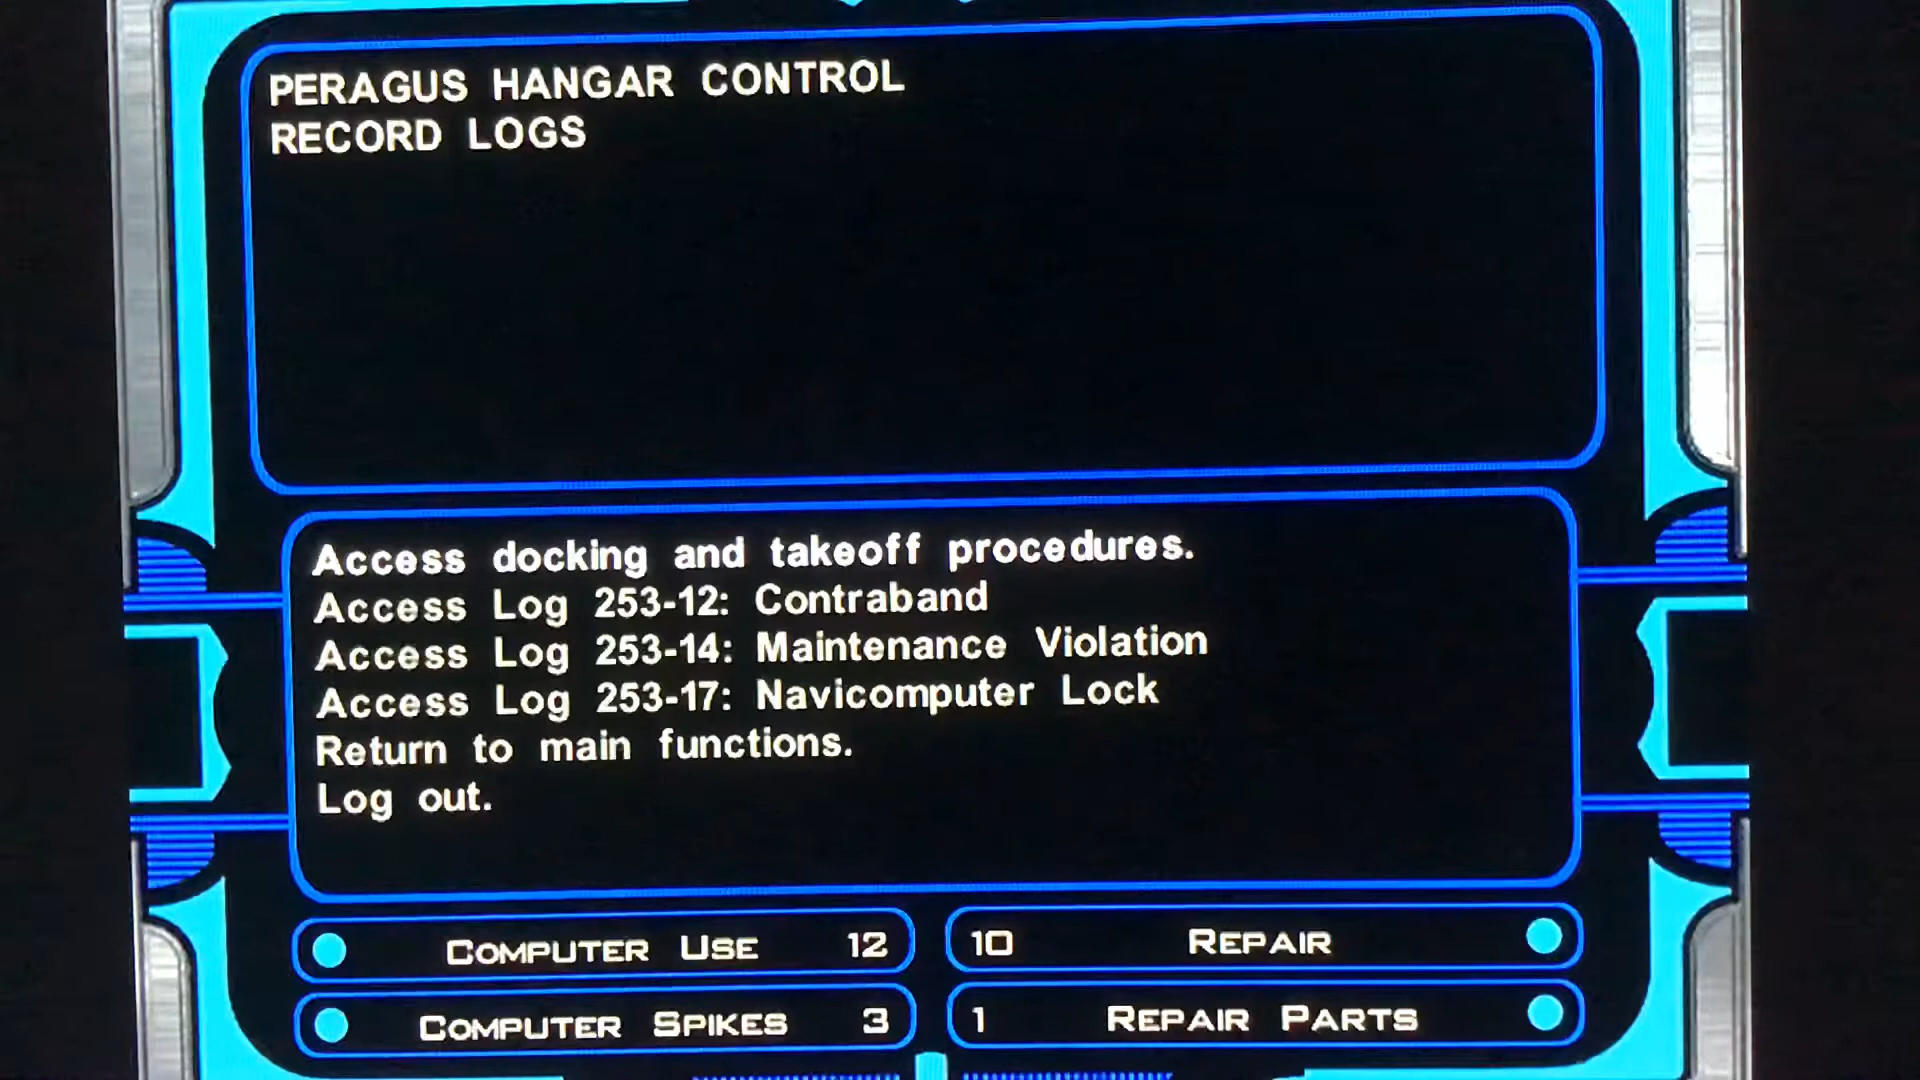 PERAGUS HANGAR CONTROL
RECORD LOGS
Access docking and takeoff procedures.
Access Log 253-12: Contraband
Access Log 253-14: Maintenance Violation
Access Log 253-17: Navicomputer Lock
Return to main functions.
Log out.
COMPUTER USE 12
10 REPAIR
COMPUTER SPIKES 3
1 REPAIR PARTS